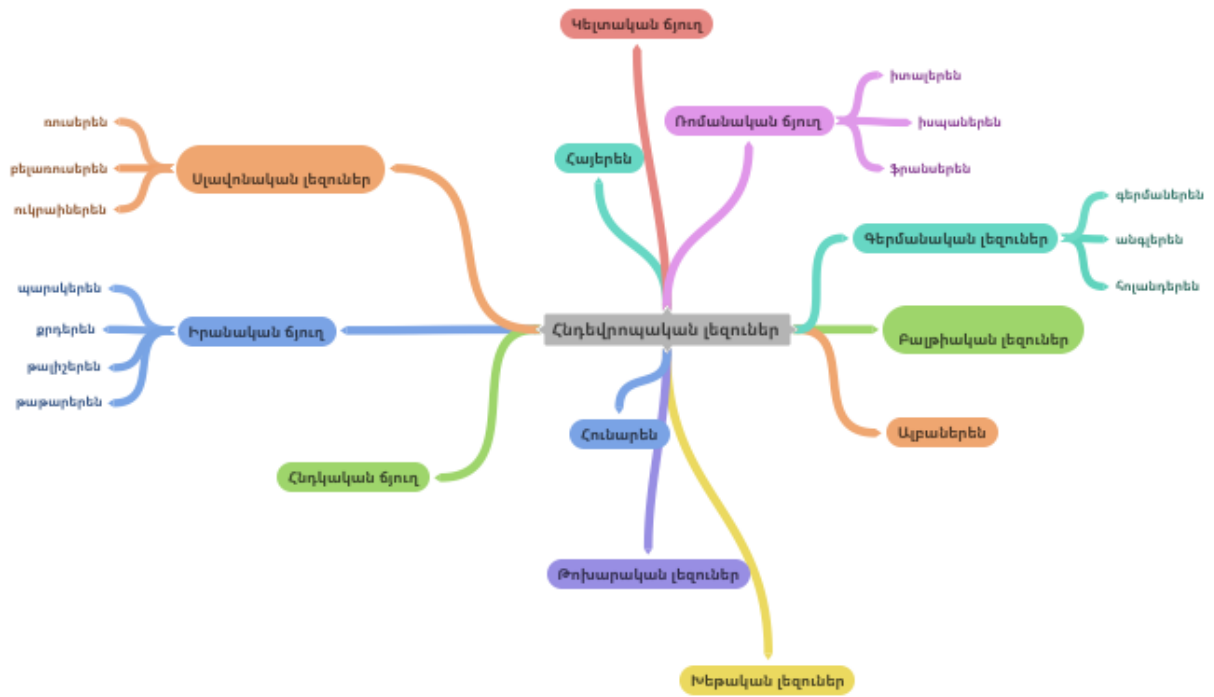 Կելտական ճյուղ
Ռոմանական ճյուղ
իտալերեն
իսպաներեն
ֆրանսերեն
Հայերեն
Սլավոնական լեզուներ
ռուսերեն
բելառուսերեն
ուկրաիներեն
Գերմանական լեզուներ
գերմաներեն
անգլերեն
հոլանդերեն
Հնդեվրոպական լեզուներ
Իրանական ճյուղ
պարսկերեն
քրդերեն
թալիշերեն
թաթարերեն
Բալթիական լեզուներ
Ալբաներեն
Հունարեն
Հնդկական ճյուղ
Թոխարական լեզուներ
Խեթական լեզուներ